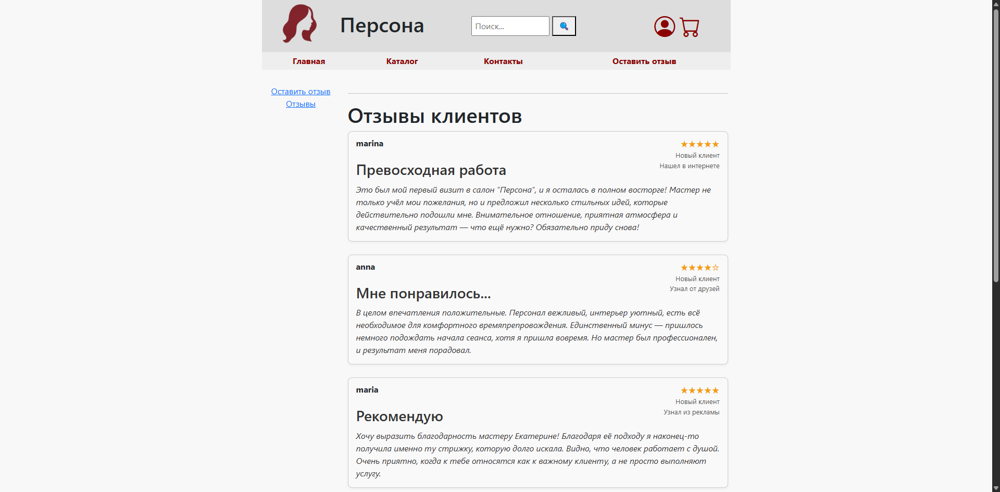 Персона
Поиск...
Главная
Каталог
Контакты
Оставить отзыв
Оставить отзыв
Отзывы
Отзывы клиентов
marina
★★★★★
Новый клиент
Нашел в интернете
Превосходная работа
Это был мой первый визит в салон "Персона", и я осталась в полном восторге! Мастер не
только учёл мои пожелания, но и предложил несколько стильных идей, которые
действительно подошли мне. Внимательное отношение, приятная атмосфера и
качественный результат — что ещё нужно? Обязательно приду снова!
anna
★★★★☆
Новый клиент
Узнал от друзей
Мне понравилось...
В целом впечатления положительные. Персонал вежливый, интерьер уютный, есть всё
необходимое для комфортного времяпрепровождения. Единственный минус — пришлось
немного подождать начала сеанса, хотя я пришла вовремя. Но мастер был профессионален,
и результат меня порадовал.
maria
★★★★★
Новый клиент
Узнал из рекламы
Рекомендую
Хочу выразить благодарность мастеру Екатерине! Благодаря её подходу я наконец-то
получила именно ту стрижку, которую долго искала. Видно, что человек работает с душой.
Очень приятно, когда к тебе относятся как к важному клиенту, а не просто выполняют
услугу.